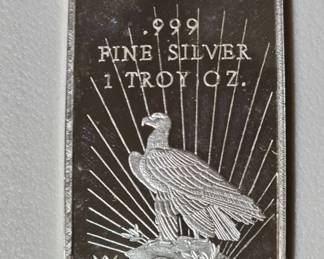 .999
FINE SILVER
1 TROY OZ.